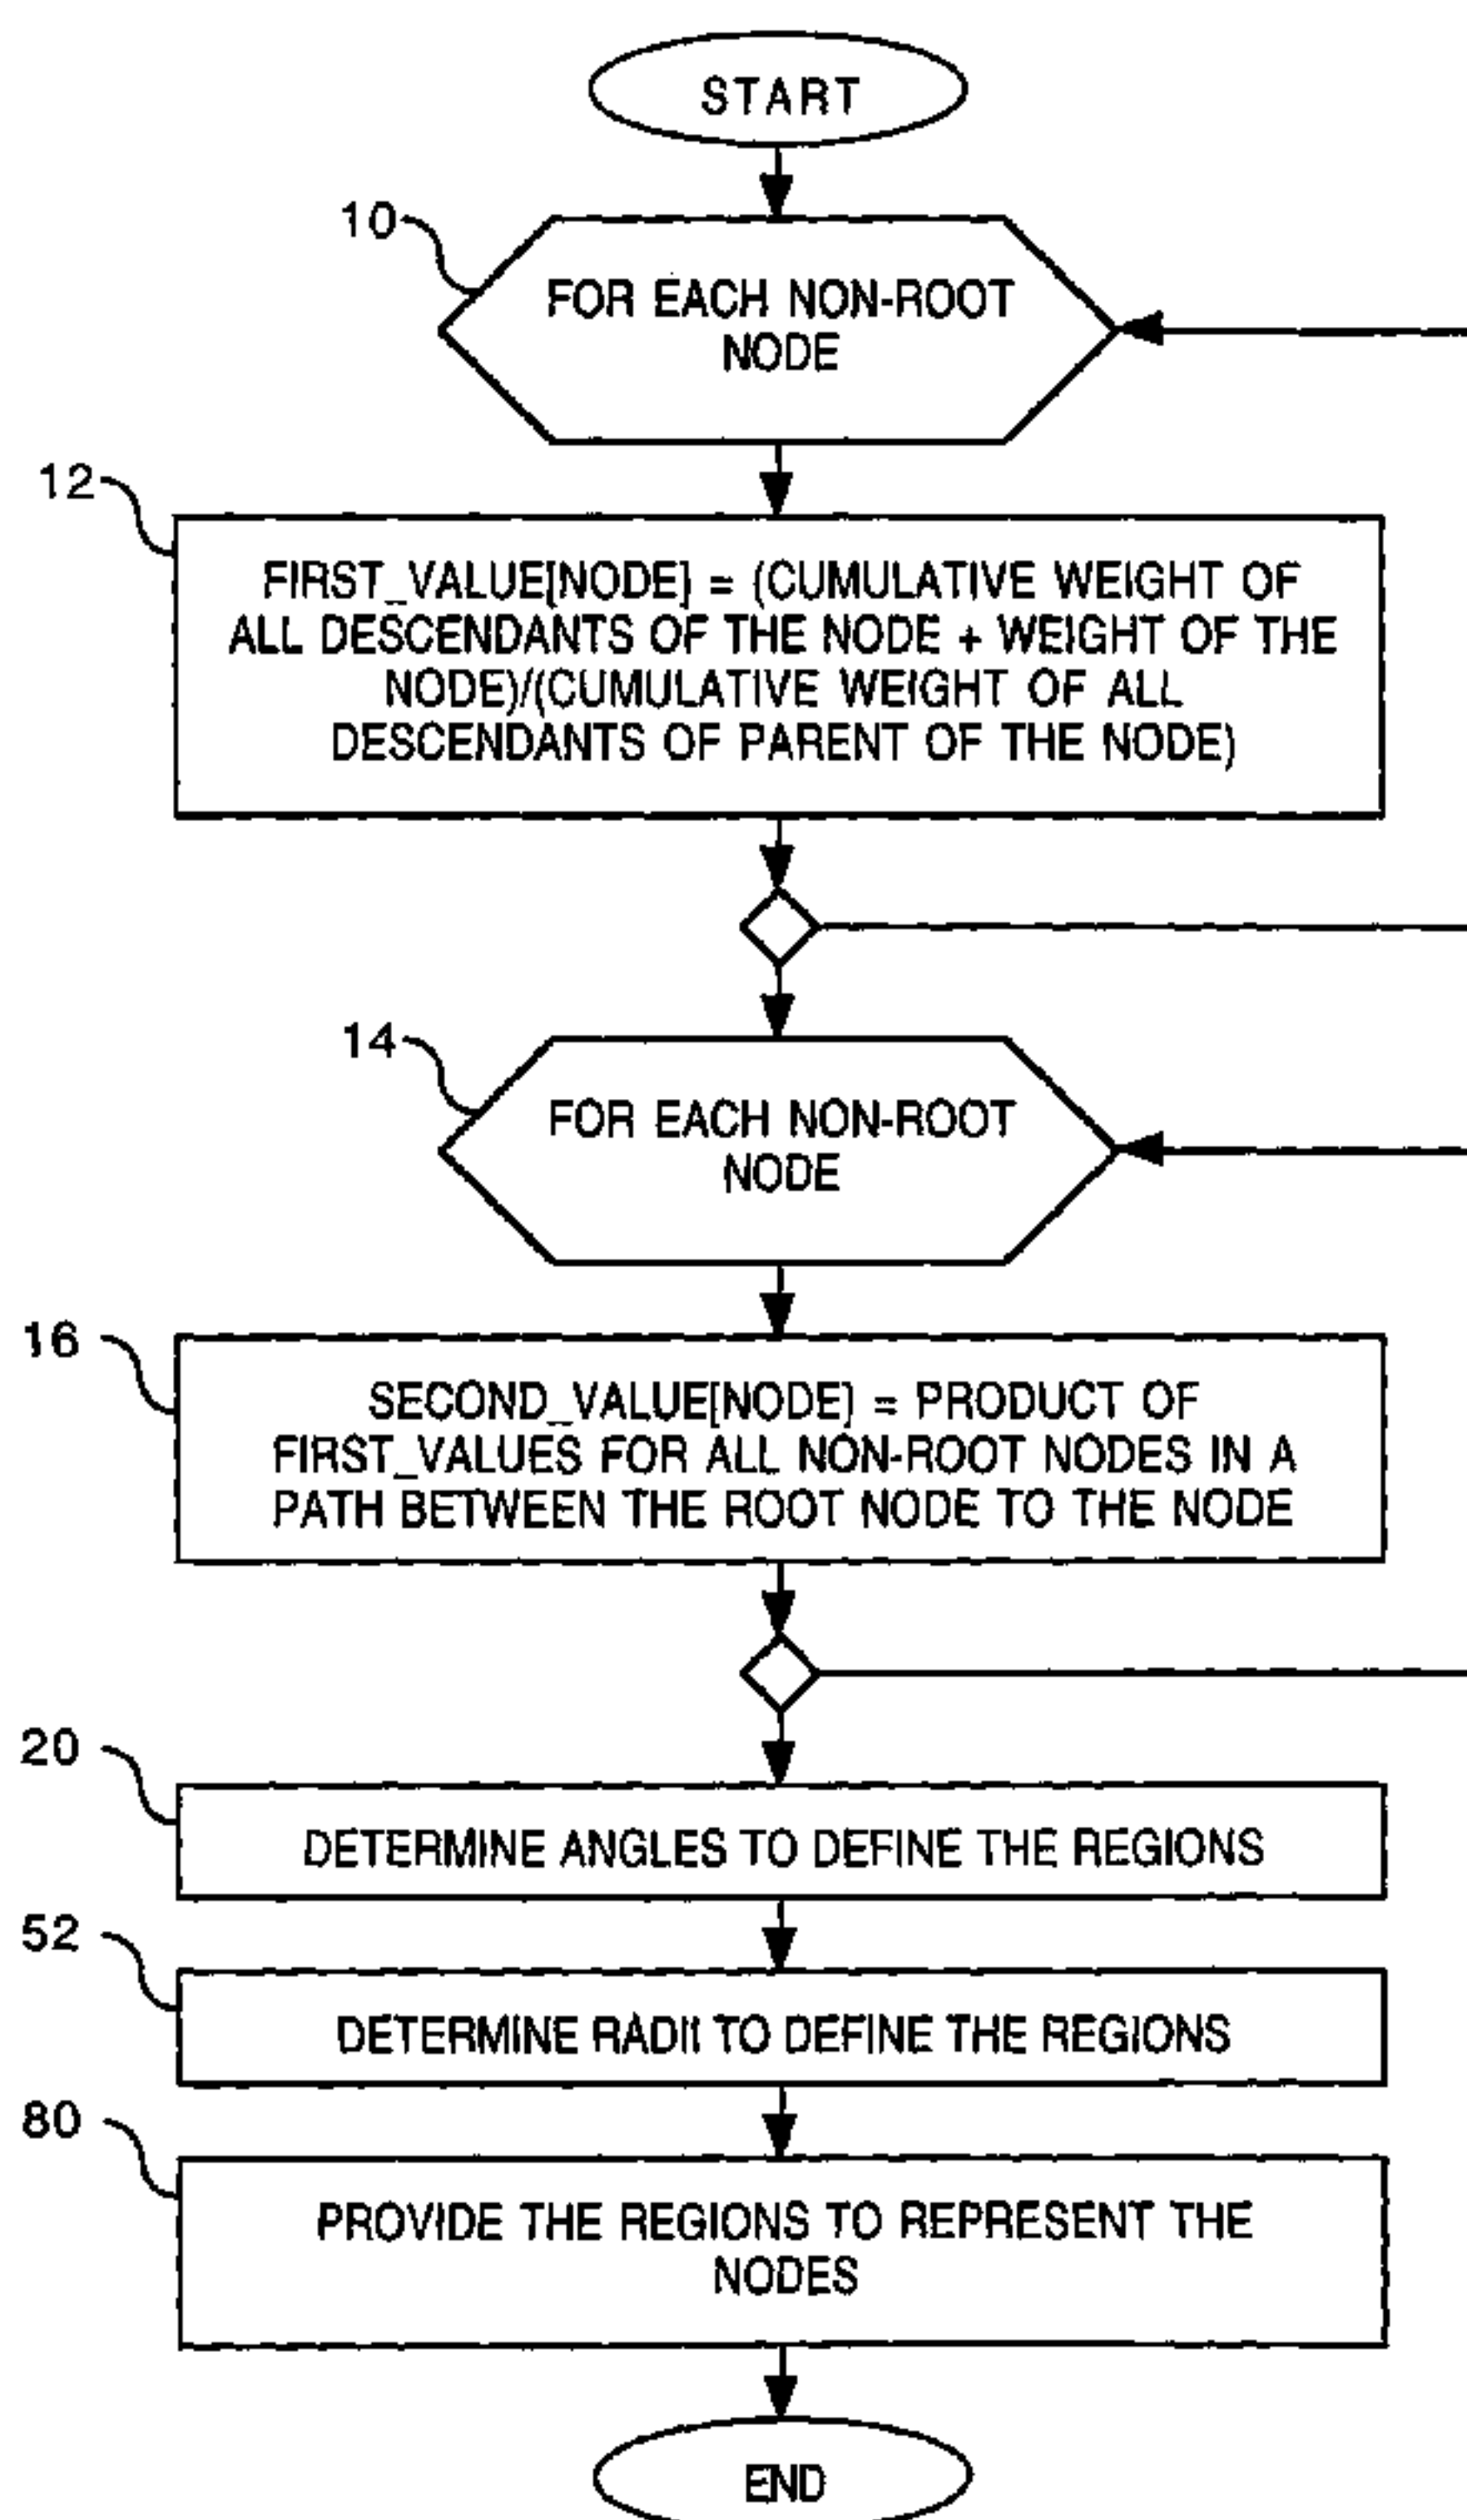 START
10
FOR EACH NON-ROOT
NODE
12
FIRST_VALUE[NODE] = (CUMULATIVE WEIGHT OF
ALL DESCENDANTS OF THE NODE + WEIGHT OF THE
NODE)/(CUMULATIVE WEIGHT OF ALL
DESCENDANTS OF PARENT OF THE NODE)
14
FOR EACH NON-ROOT
NODE
16
SECOND_VALUE[NODE] = PRODUCT OF
FIRST_VALUES FOR ALL NON-ROOT NODES IN A
PATH BETWEEN THE ROOT NODE TO THE NODE
20
DETERMINE ANGLES TO DEFINE THE REGIONS
52
DETERMINE RADII TO DEFINE THE REGIONS
80
PROVIDE THE REGIONS TO REPRESENT THE
NODES
END